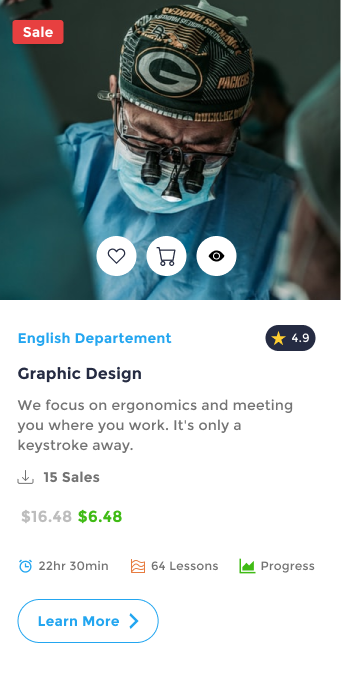 Sale
G
PACKERS
English Departement
4.9
Graphic Design
We focus on ergonomics and meeting
you where you work. It's only a
keystroke away.
15 Sales
$16.48 $6.48
22hr 30min
64 Lessons
Progress
Learn More